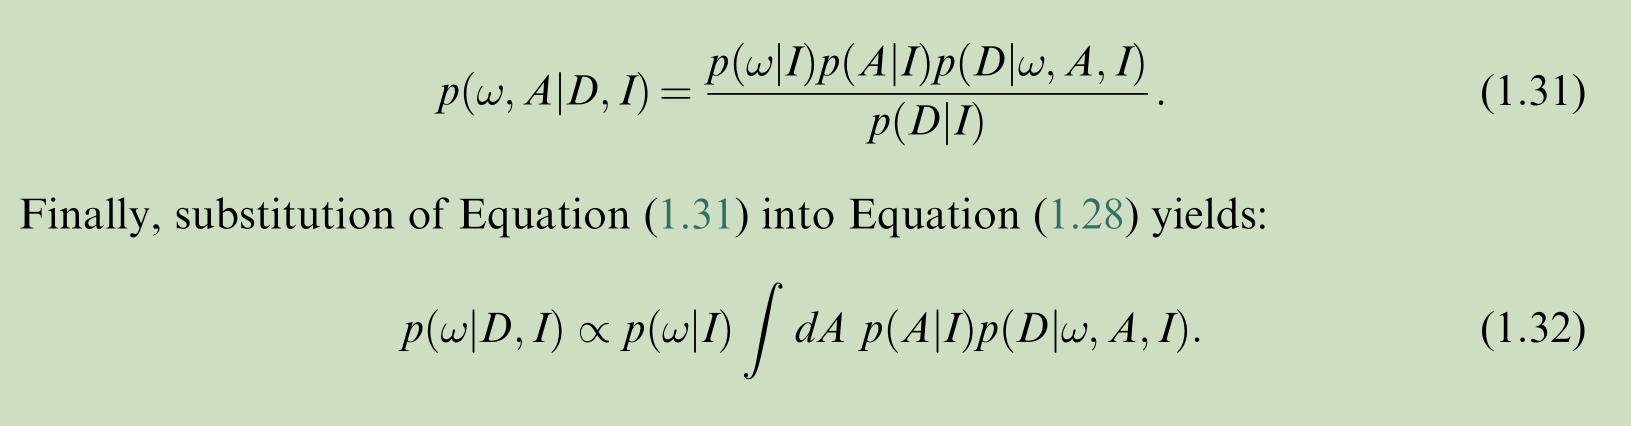 p(ω, A|D, I) = p(ω|I)p(A|I)p(D|ω, A, I) / p(D|I) . (1.31)
Finally, substitution of Equation (1.31) into Equation (1.28) yields:
p(ω|D, I) ∝ p(ω|I) ∫ dA p(A|I)p(D|ω, A, I). (1.32)